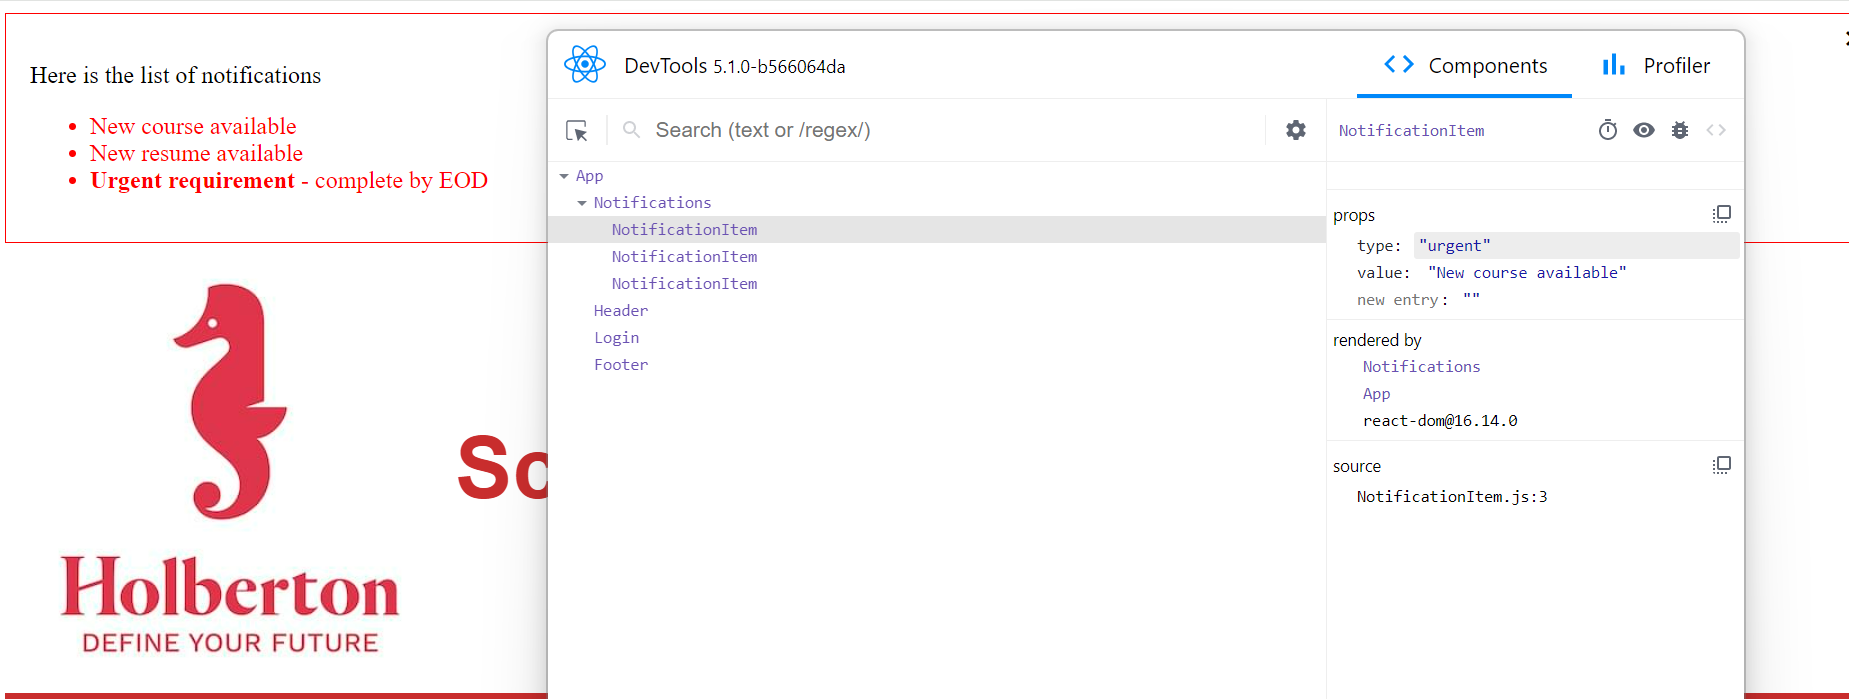 Here is the list of notifications
New course available
New resume available
Urgent requirement - complete by EOD
Holberton
DEFINE YOUR FUTURE
Sc
DevTools 5.1.0-b566064da
Components
Profiler
Search (text or /regex/)
App
Notifications
NotificationItem
NotificationItem
NotificationItem
Header
Login
Footer
NotificationItem
props
type: "urgent"
value: "New course available"
new entry: ""
rendered by
Notifications
App
react-dom@16.14.0
source
NotificationItem.js:3